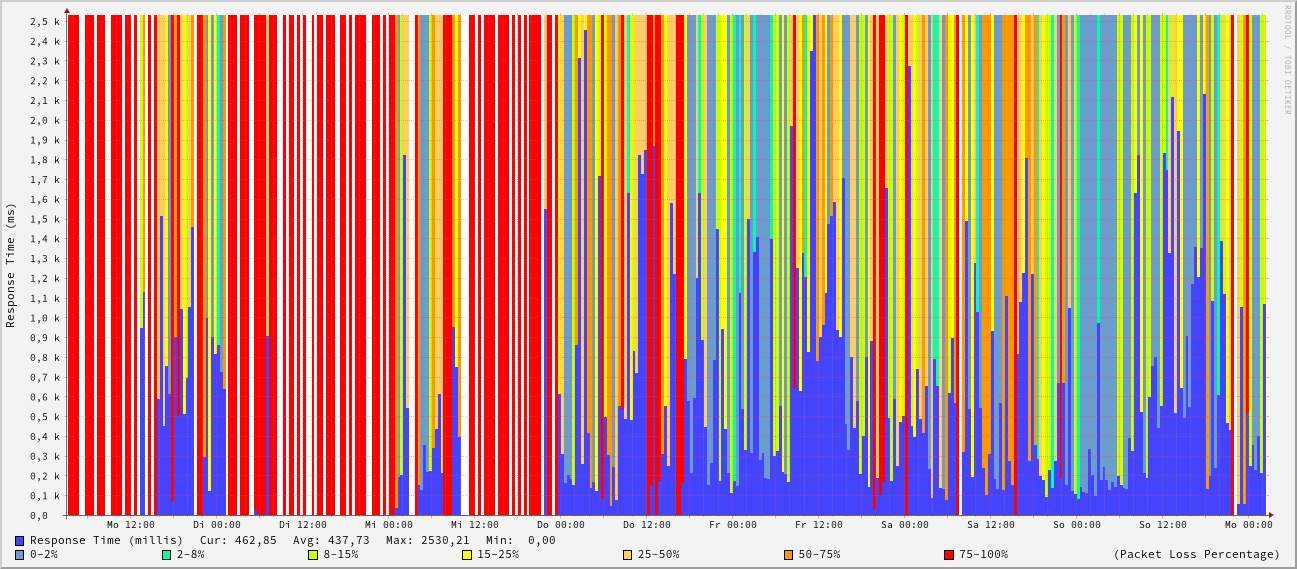 RRDTOOL / TOBI OETIKER
Response Time (ms)
2,5 k
2,4 k
2,3 k
2,2 k
2,1 k
2,0 k
1,9 k
1,8 k
1,7 k
1,6 k
1,5 k
1,4 k
1,3 k
1,2 k
1,1 k
1,0 k
0,9 k
0,8 k
0,7 k
0,6 k
0,5 k
0,4 k
0,3 k
0,2 k
0,1 k
0,0
Mo 12:00 Di 00:00 Di 12:00 Mi 00:00 Mi 12:00 Do 00:00 Do 12:00 Fr 00:00 Fr 12:00 Sa 00:00 Sa 12:00 So 00:00 So 12:00 Mo 00:00
Response Time (millis) Cur: 462,85 Avg: 437,73 Max: 2530,21 Min: 0,00
0-2% 2-8% 8-15% 15-25% 25-50% 50-75% 75-100% (Packet Loss Percentage)